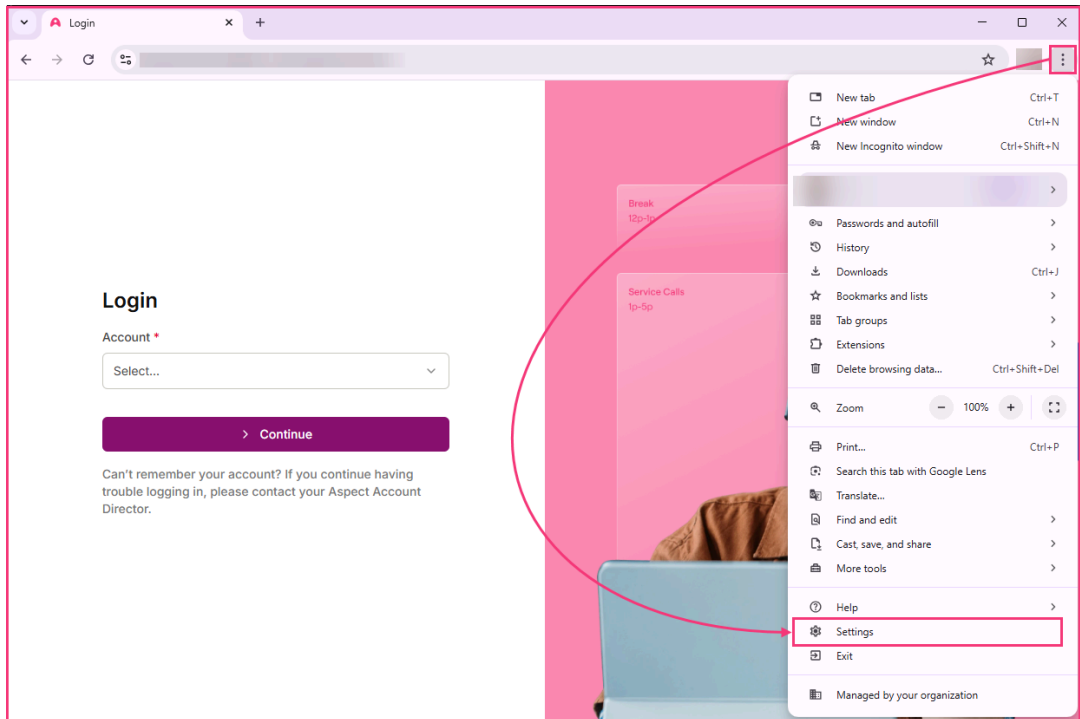 Login
New tab Ctrl+T
New window Ctrl+N
New Incognito window Ctrl+Shift+N
Passwords and autofill
History
Downloads Ctrl+J
Bookmarks and lists
Tab groups
Extensions
Delete browsing data... Ctrl+Shift+Del
Zoom 100%
Print... Ctrl+P
Search this tab with Google Lens
Translate...
Find and edit
Cast, save, and share
More tools
Help
Settings
Exit
Managed by your organization
Login
Account *
Select...
Continue
Can't remember your account? If you continue having
trouble logging in, please contact your Aspect Account
Director.
Break
12p-1p
Service Calls
1p-5p